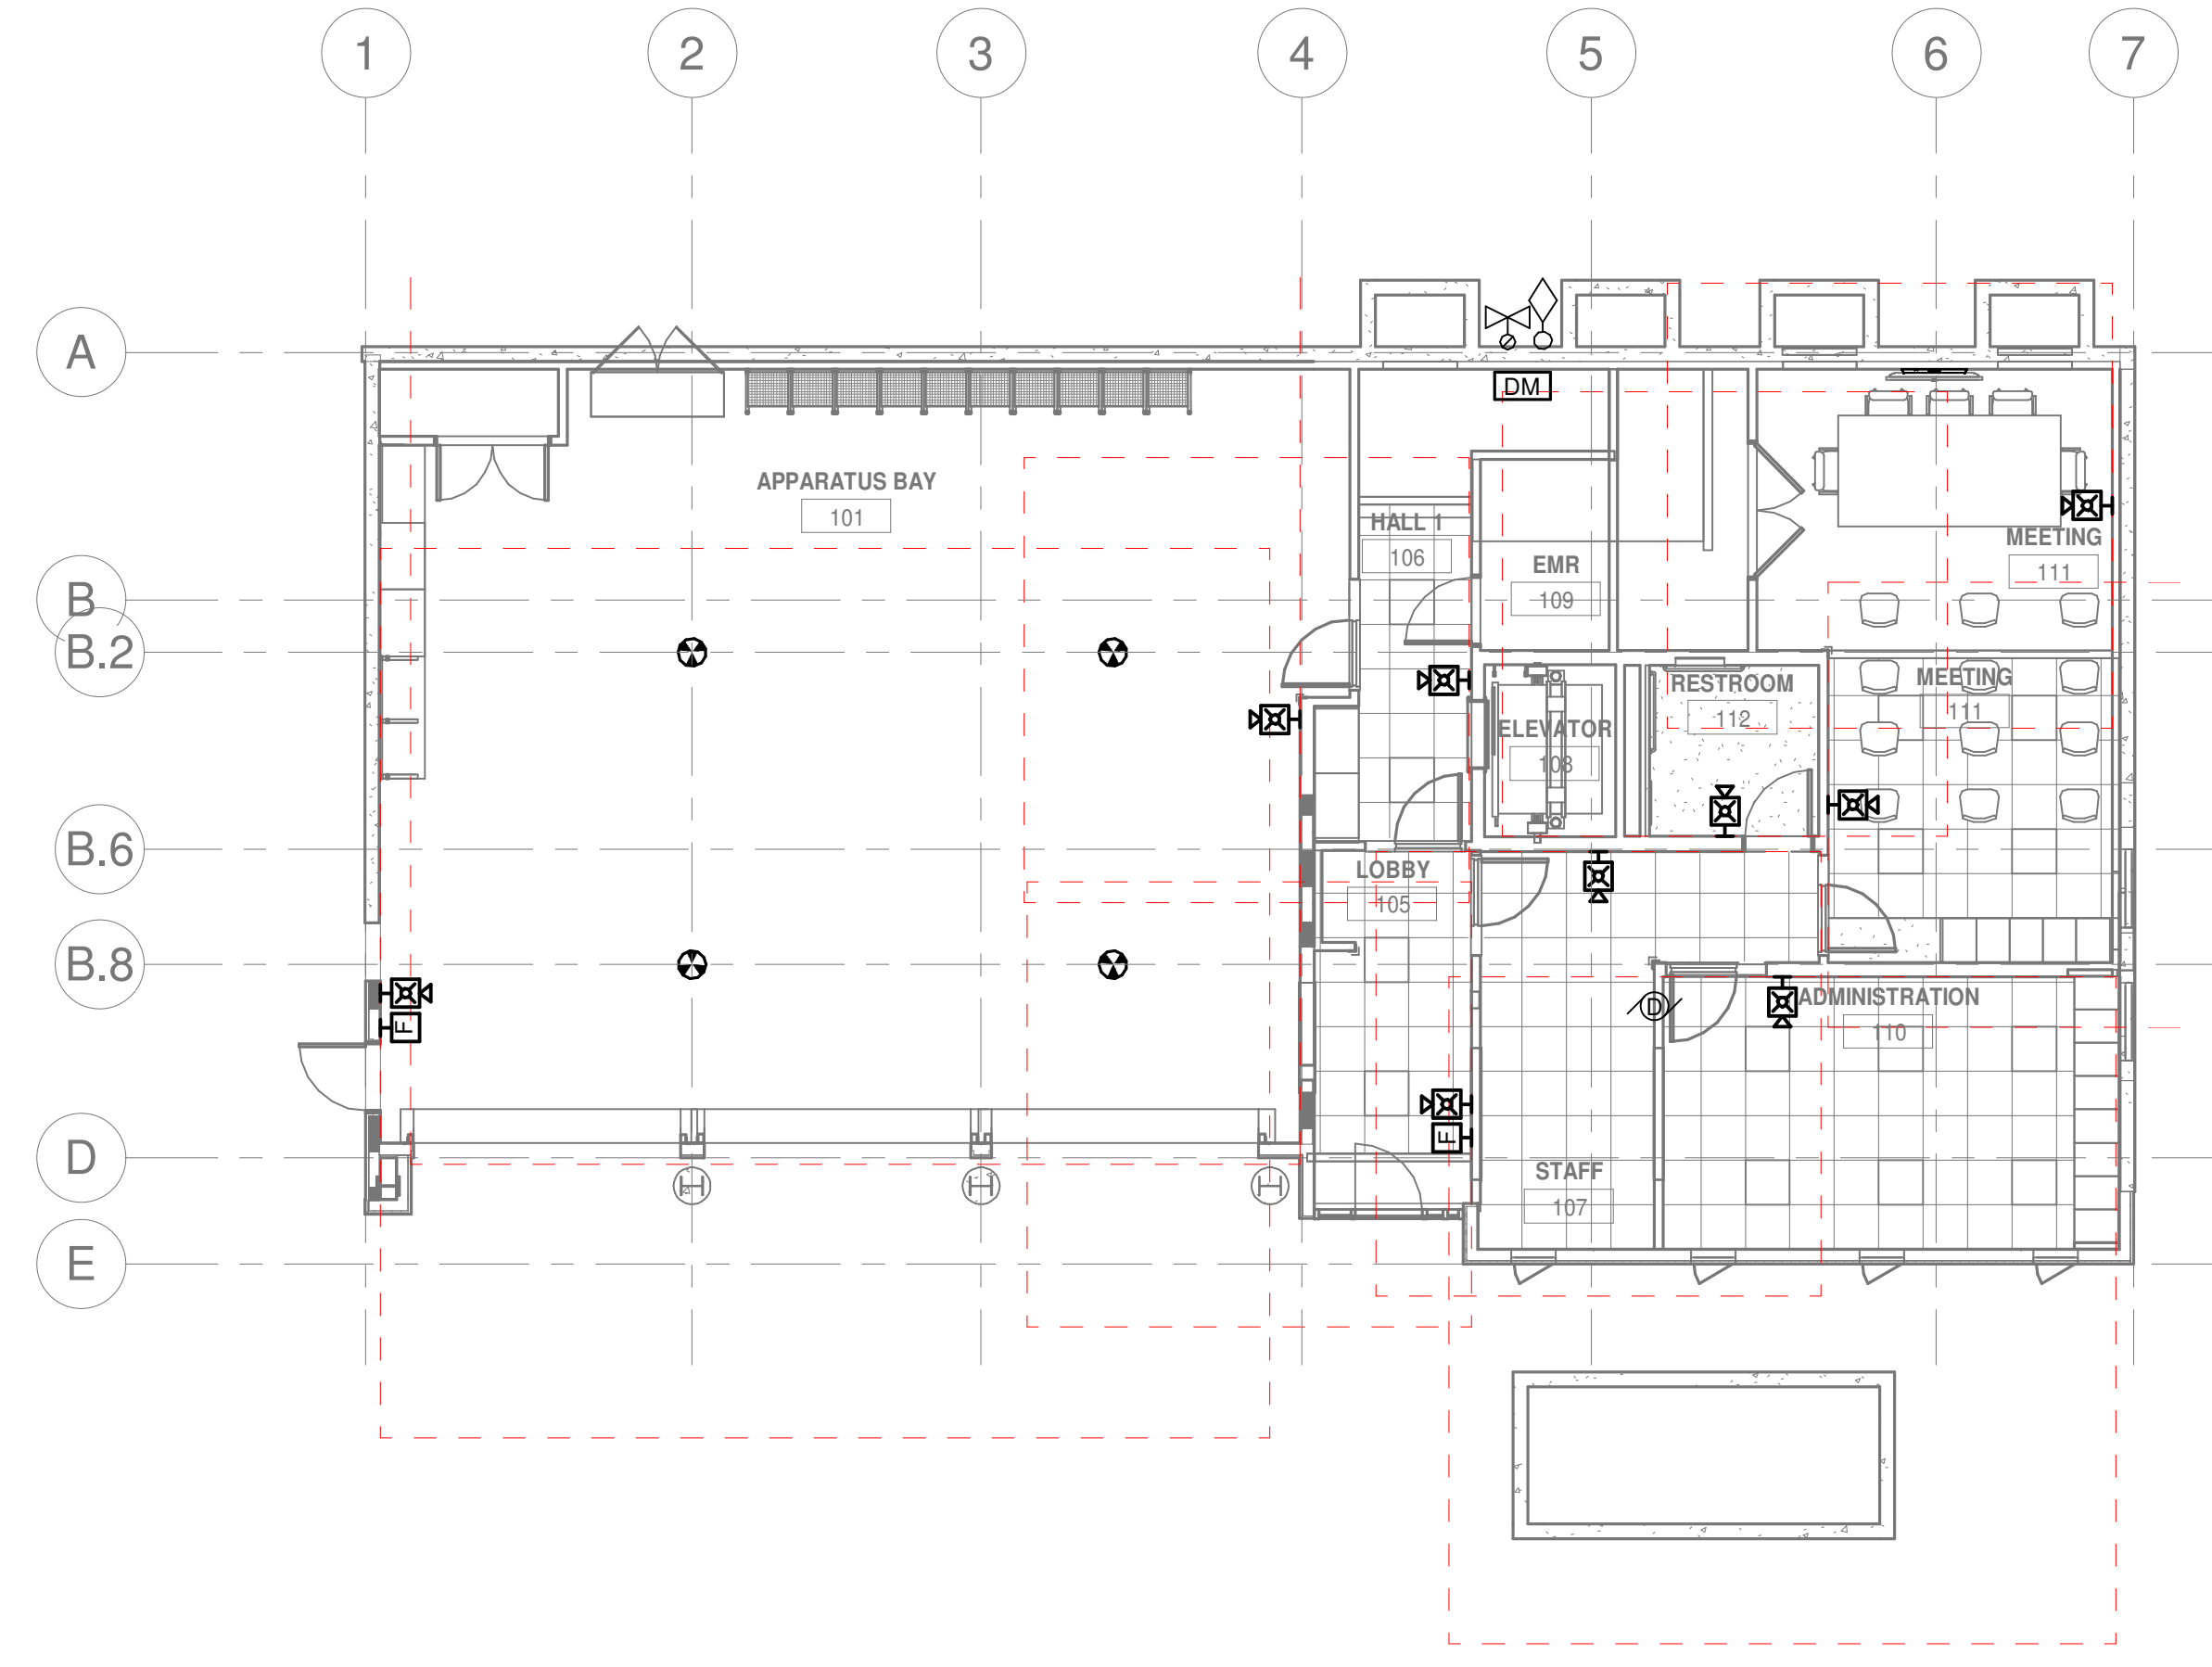 1 2 3 4 5 6 7
A
DM
APPARATUS BAY
101
HALL 1
106
MEETING
111
EMR
109
B
B.2
RESTROOM
112
MEETING
111
ELEVATOR
108
B.6
LOBBY
105
B.8
D
ADMINISTRATION
110
F
F
D
STAFF
107
H H H
E